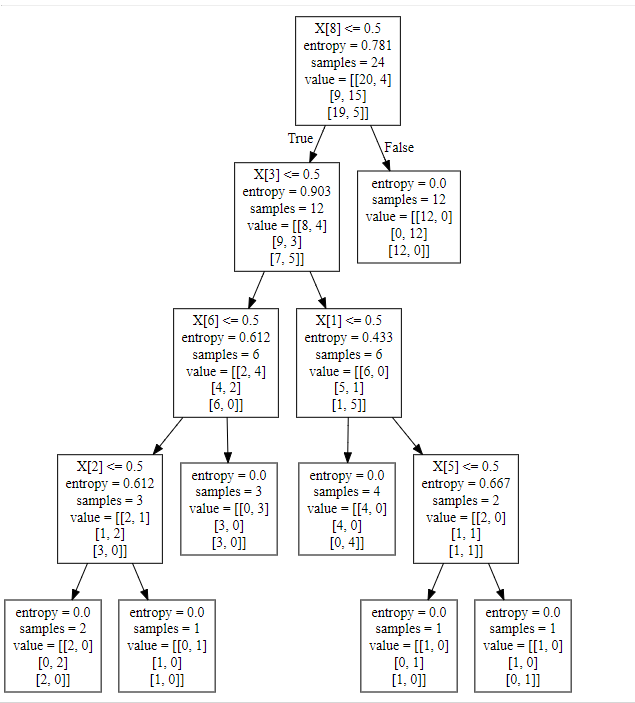 X[8] <= 0.5
entropy = 0.781
samples = 24
value = [[20, 4]
[9, 15]
[19, 5]]
True
False
X[3] <= 0.5
entropy = 0.903
samples = 12
value = [[8, 4]
[9, 3]
[7, 5]]
entropy = 0.0
samples = 12
value = [[12, 0]
[0, 12]
[12, 0]]
X[6] <= 0.5
entropy = 0.612
samples = 6
value = [[2, 4]
[4, 2]
[6, 0]]
X[1] <= 0.5
entropy = 0.433
samples = 6
value = [[6, 0]
[5, 1]
[1, 5]]
X[2] <= 0.5
entropy = 0.612
samples = 3
value = [[2, 1]
[1, 2]
[3, 0]]
entropy = 0.0
samples = 3
value = [[0, 3]
[3, 0]
[3, 0]]
entropy = 0.0
samples = 4
value = [[4, 0]
[4, 0]
[0, 4]]
X[5] <= 0.5
entropy = 0.667
samples = 2
value = [[2, 0]
[1, 1]
[1, 1]]
entropy = 0.0
samples = 2
value = [[2, 0]
[0, 2]
[2, 0]]
entropy = 0.0
samples = 1
value = [[0, 1]
[1, 0]
[1, 0]]
entropy = 0.0
samples = 1
value = [[1, 0]
[0, 1]
[1, 0]]
entropy = 0.0
samples = 1
value = [[1, 0]
[1, 0]
[0, 1]]